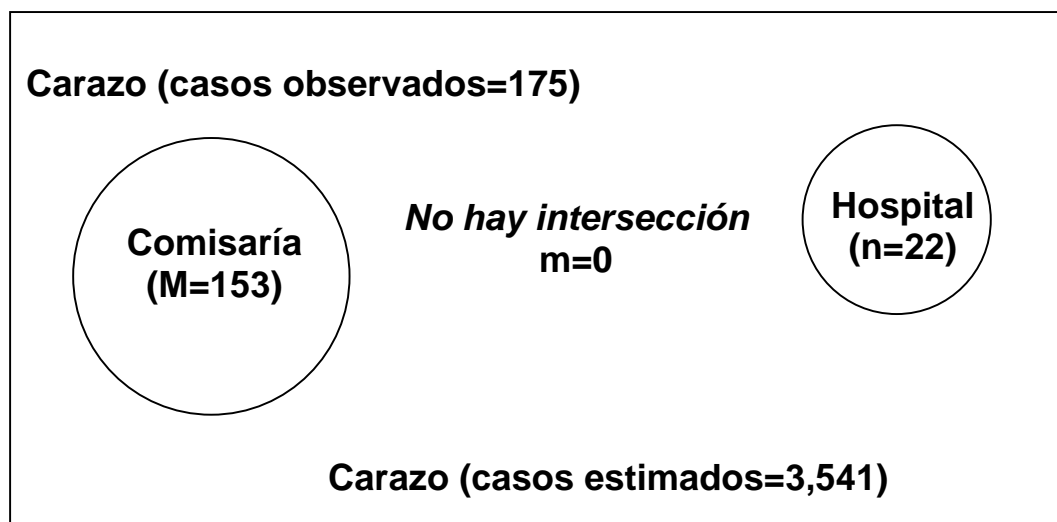 Carazo (casos observados=175)
Comisaría
(M=153)
No hay intersección
m=0
Hospital
(n=22)
Carazo (casos estimados=3,541)